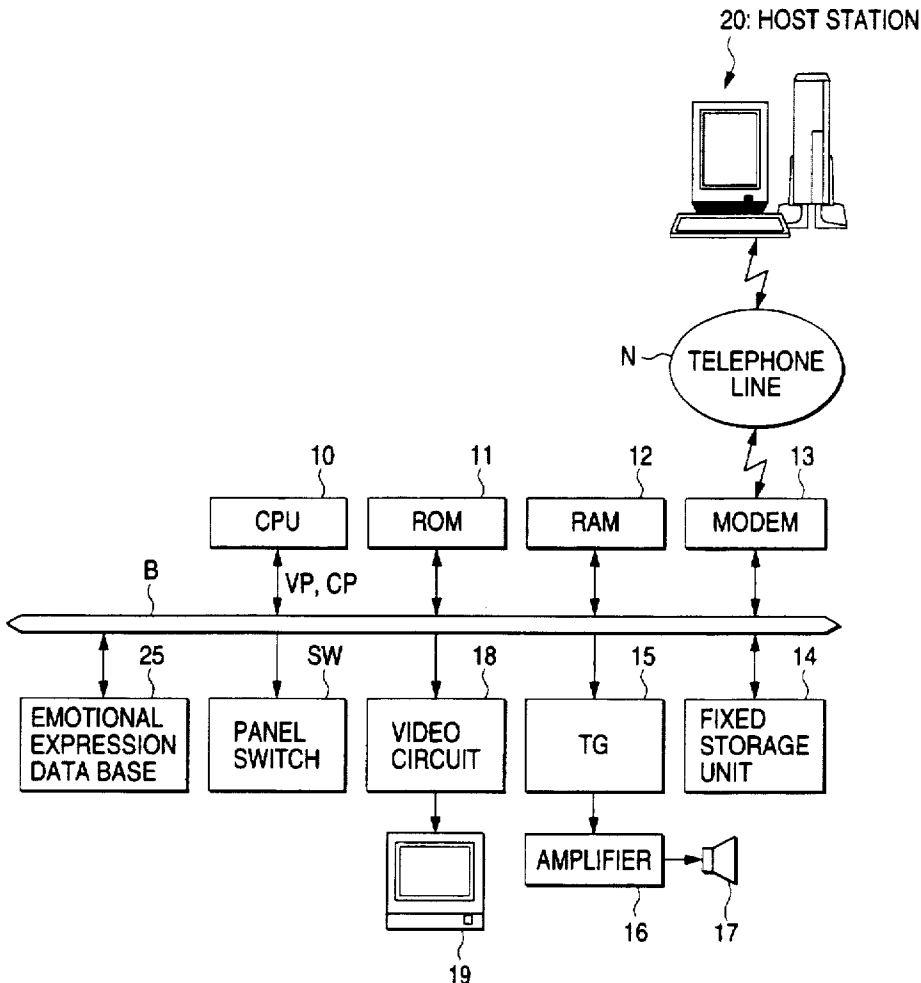 20: HOST STATION
N
TELEPHONE
LINE
10
11
12
13
CPU
ROM
RAM
MODEM
B
VP, CP
25
SW
18
15
14
EMOTIONAL
EXPRESSION
DATA BASE
PANEL
SWITCH
VIDEO
CIRCUIT
TG
FIXED
STORAGE
UNIT
AMPLIFIER
19
16
17